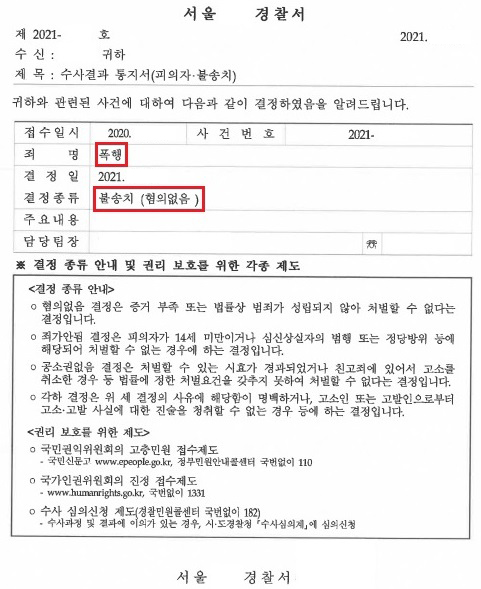 서울 경찰서
제 2021- 호 2021.
수 신 : 귀하
제 목 : 수사결과 통지서(피의자·불송치)
귀하와 관련된 사건에 대하여 다음과 같이 결정하였음을 알려드립니다.
접수일시 2020. 사 건 번 호 2021-
죄 명 폭행
결 정 일 2021.
결정종류 불송치 (혐의없음 )
주요내용
담당팀장 ☏
※ 결정 종류 안내 및 권리 보호를 위한 각종 제도
<결정 종류 안내>
○ 혐의없음 결정은 증거 부족 또는 법률상 범죄가 성립되지 않아 처벌할 수 없다는
결정입니다.
○ 죄가안됨 결정은 피의자가 14세 미만이거나 심신상실자의 범행 또는 정당방위 등에
해당되어 처벌할 수 없는 경우에 하는 결정입니다.
○ 공소권없음 결정은 처벌할 수 있는 시효가 경과되었거나 친고죄에 있어서 고소를
취소한 경우 등 법률에 정한 처벌요건을 갖추지 못하여 처벌할 수 없다는 결정입니다.
○ 각하 결정은 위 세 결정의 사유에 해당함이 명백하거나, 고소인 또는 고발인으로부터
고소·고발 사실에 대한 진술을 청취할 수 없는 경우 등에 하는 결정입니다.
<권리 보호를 위한 제도>
○ 국민권익위원회의 고충민원 접수제도
- 국민신문고 www.epeople.go.kr, 정부민원안내콜센터 국번없이 110
○ 국가인권위원회의 진정 접수제도
- www.humanrights.go.kr, 국번없이 1331
○ 수사 심의신청 제도(경찰민원콜센터 국번없이 182)
- 수사과정 및 결과에 이의가 있는 경우, 시·도경찰청 「수사심의계」에 심의신청
서울 경찰서